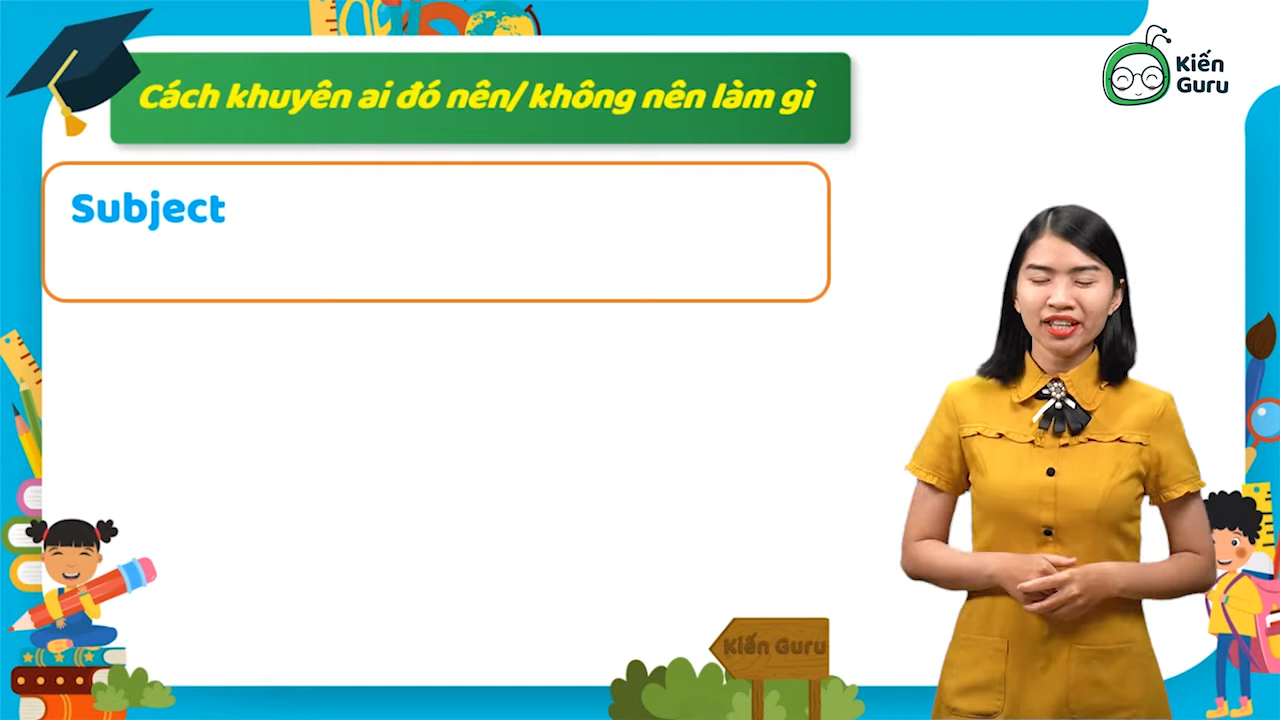 Cách khuyên ai đó nên/ không nên làm gì
Kiến
Guru
Subject
Kiến Guru